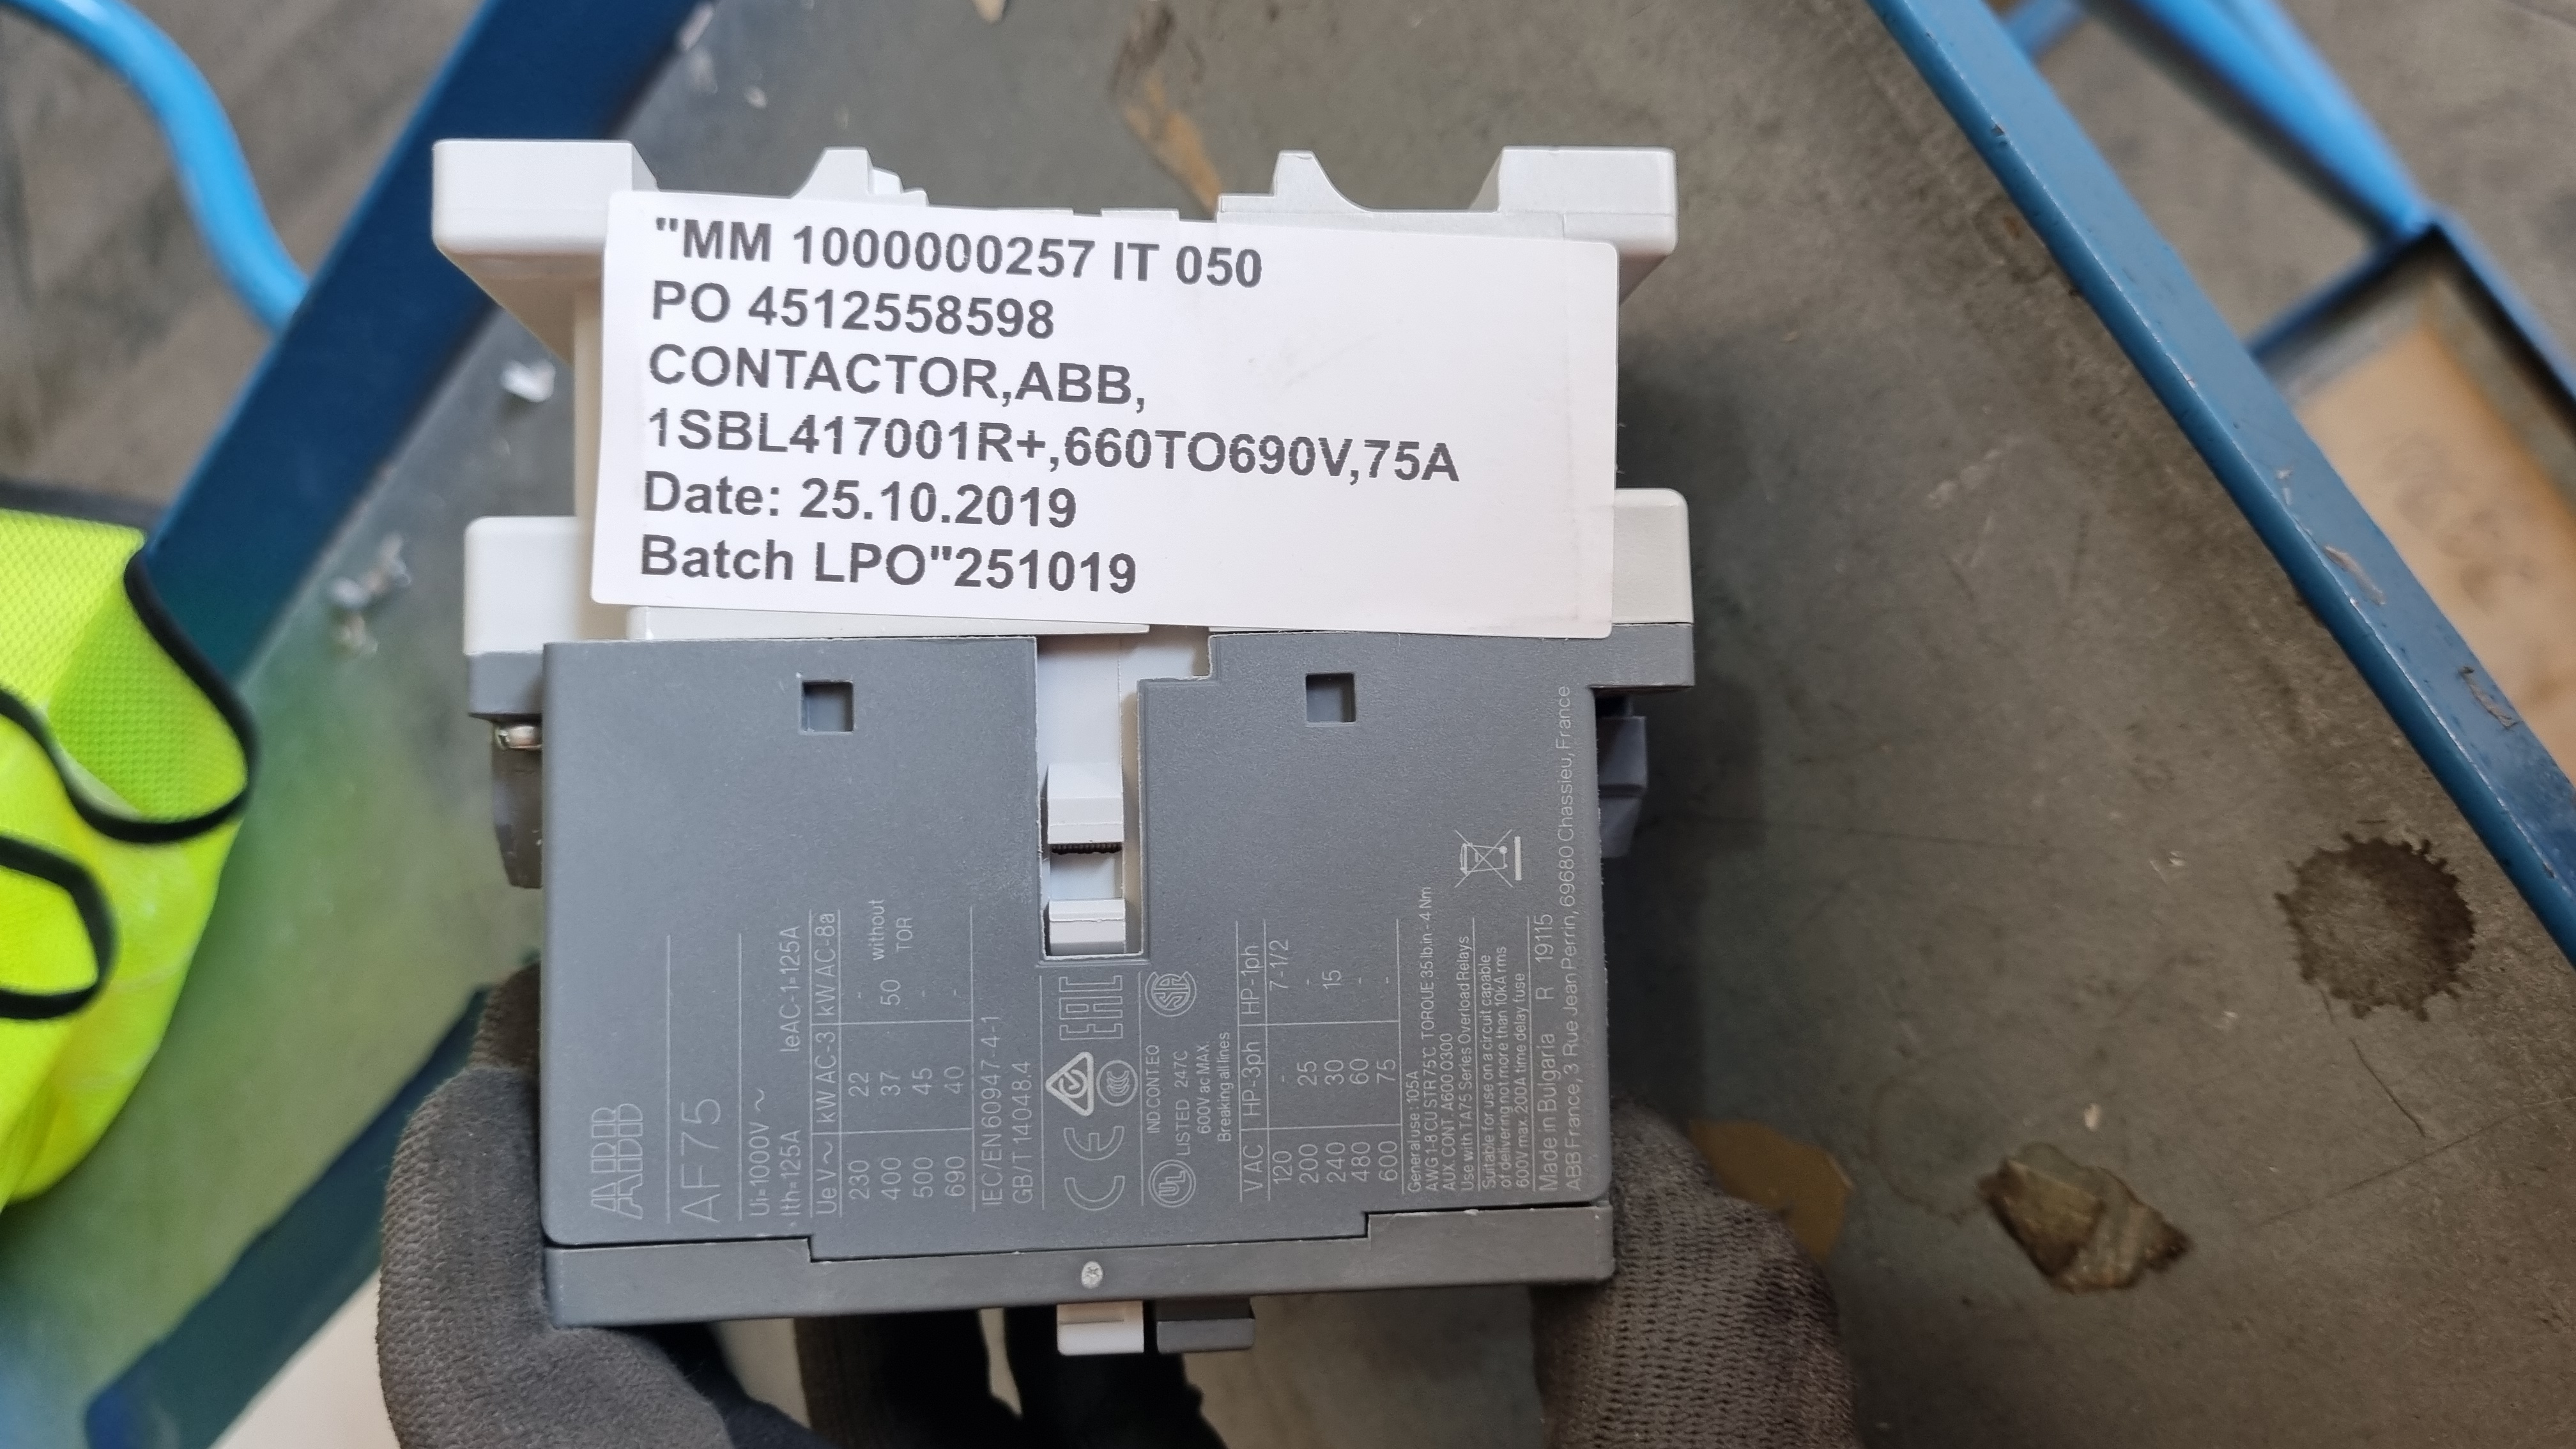 ABB
AF75
Ui=1000V ~
Ith=125A IeAC-1=125A
Ue V~ kW AC-3 kW AC-8a
230 22 -
400 37 50 without TOR
500 45 -
690 40 -
IEC/EN 60947-4-1
GB/T 14048.4
CE CCC EAC
IND.CONT.EQ
UL LISTED 247C SA
600V ac MAX.
Breaking all lines
V AC HP-3ph HP-1ph
120 - 7-1/2
200 25 -
240 30 15
480 60 -
600 75 -
General use : 105A
AWG 1-8 CU STR 75℃ TORQUE 35 lb.in - 4 Nm
AUX. CONT. A600 Q300
Use with TA75 Series Overload Relays
Suitable for use on a circuit capable
of delivering not more than 10kA rms
600V max. 200A time delay fuse
Made in Bulgaria R 19115
ABB France, 3 Rue Jean Perrin, 69680 Chassieu, France
"MM 1000000257 IT 050
PO 4512558598
CONTACTOR,ABB,
1SBL417001R+,660TO690V,75A
Date: 25.10.2019
Batch LPO"251019